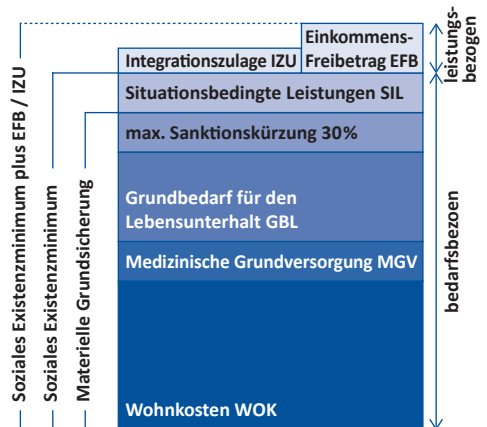 Einkommens-
Freibetrag EFB
Integrationszulage IZU
Situationsbedingte Leistungen SIL
max. Sanktionskürzung 30%
Grundbedarf für den
Lebensunterhalt GBL
Medizinische Grundversorgung MGV
Wohnkosten WOK
Soziales Existenzminimum plus EFB / IZU
Soziales Existenzminimum
Materielle Grundsicherung
leistungs-
bezogen
bedarfsbezoen